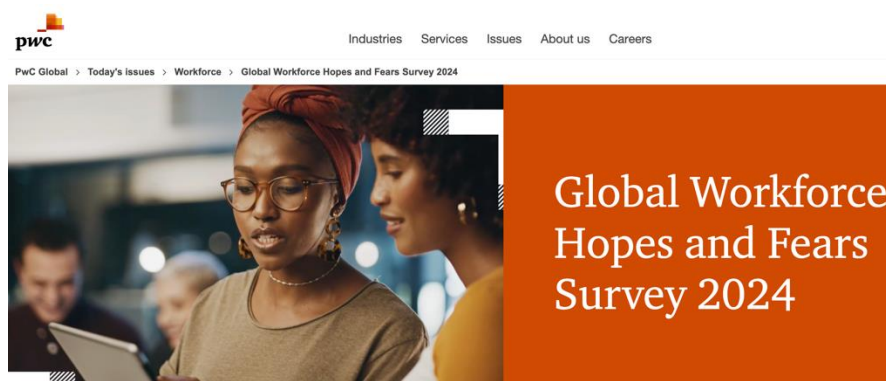 pwc
Industries Services Issues About us Careers
PwC Global > Today's issues > Workforce > Global Workforce Hopes and Fears Survey 2024
Global Workforce
Hopes and Fears
Survey 2024